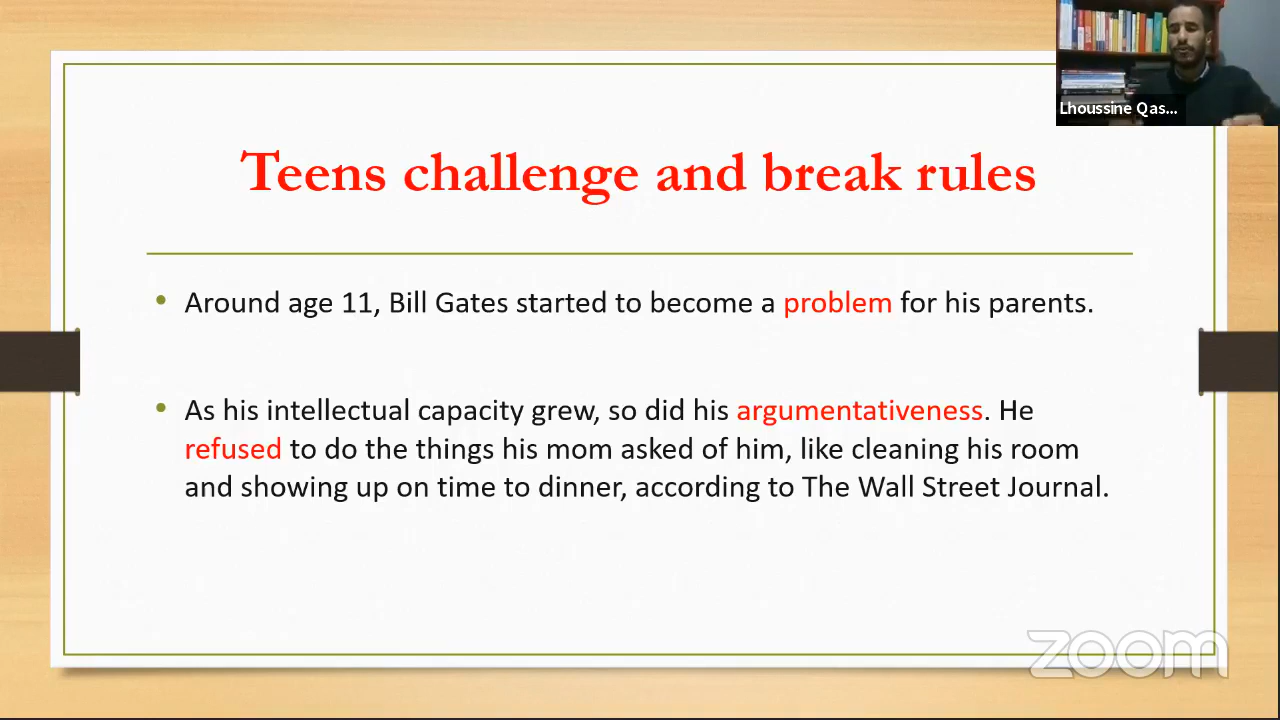 Lhoussine Qas...
Teens challenge and break rules
• Around age 11, Bill Gates started to become a problem for his parents.
• As his intellectual capacity grew, so did his argumentativeness. He
refused to do the things his mom asked of him, like cleaning his room
and showing up on time to dinner, according to The Wall Street Journal.
zoom